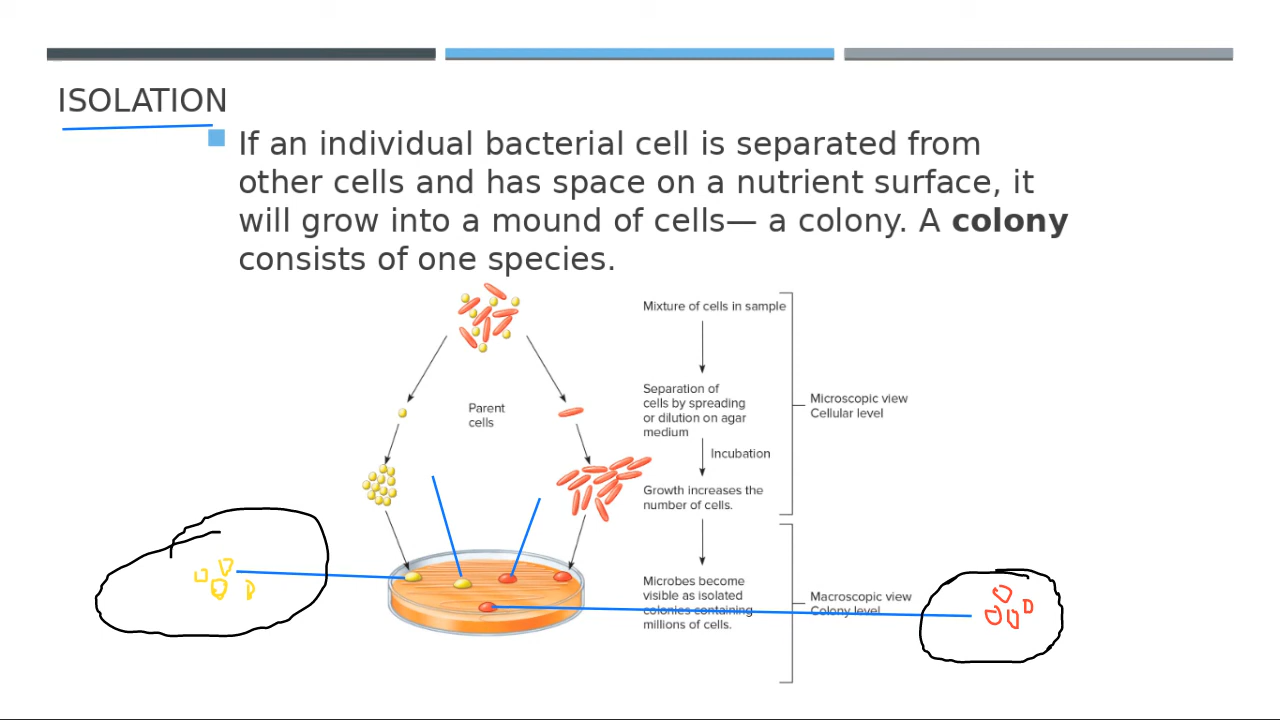 ISOLATION
If an individual bacterial cell is separated from
other cells and has space on a nutrient surface, it
will grow into a mound of cells— a colony. A colony
consists of one species.
Mixture of cells in sample
Separation of
cells by spreading
or dilution on agar
medium
Parent
cells
Microscopic view
Cellular level
Incubation
Growth increases the
number of cells.
Microbes become
visible as isolated
colonies containing
millions of cells.
Macroscopic view
Colony level